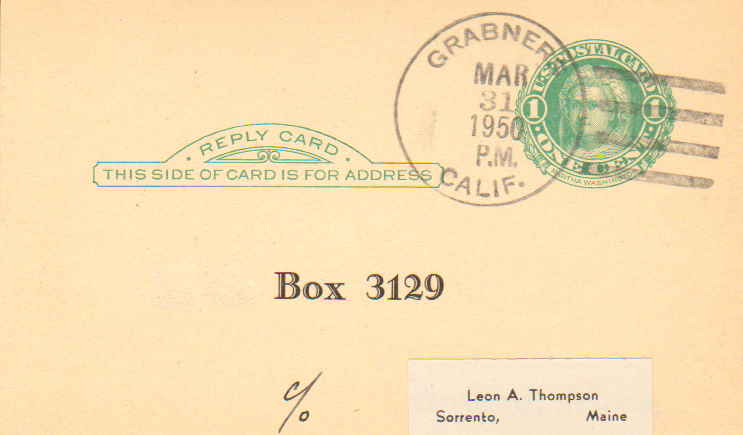 GRABNER
MAR
31
1950
P.M.
CALIF.
U.S. POSTAL CARD
1 1
ONE CENT
MARTHA WASHINGTON
· REPLY CARD ·
THIS SIDE OF CARD IS FOR ADDRESS
Box 3129
c/o
Leon A. Thompson
Sorrento, Maine